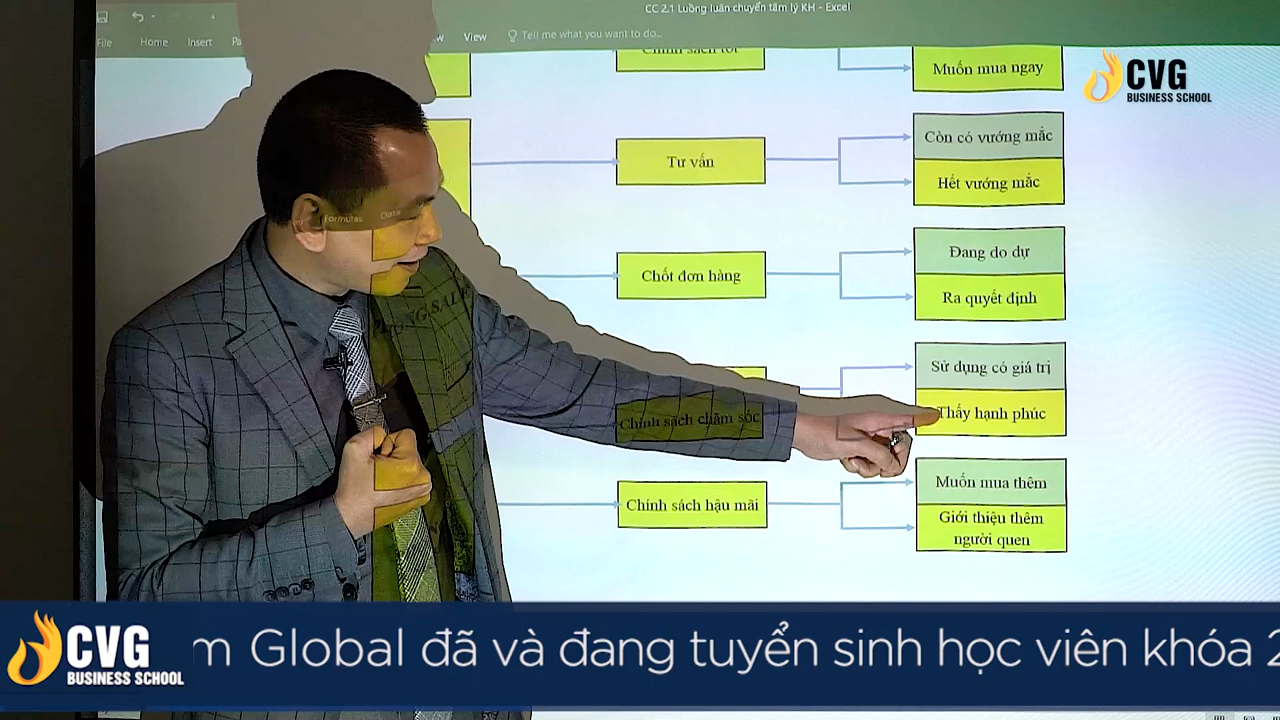 CC 2.1 Luồng luân chuyển tâm lý KH - Excel
File Home Insert View Tell me what you want to do...
Formulas Data
Muốn mua ngay
CVG
BUSINESS SCHOOL
Tư vấn
Còn có vướng mắc
Hết vướng mắc
Chốt đơn hàng
Đang do dự
Ra quyết định
Chính sách chăm sóc
Sử dụng có giá trị
Thấy hạnh phúc
Chính sách hậu mãi
Muốn mua thêm
Giới thiệu thêm
người quen
CVG
BUSINESS SCHOOL
m Global đã và đang tuyển sinh học viên khóa 2